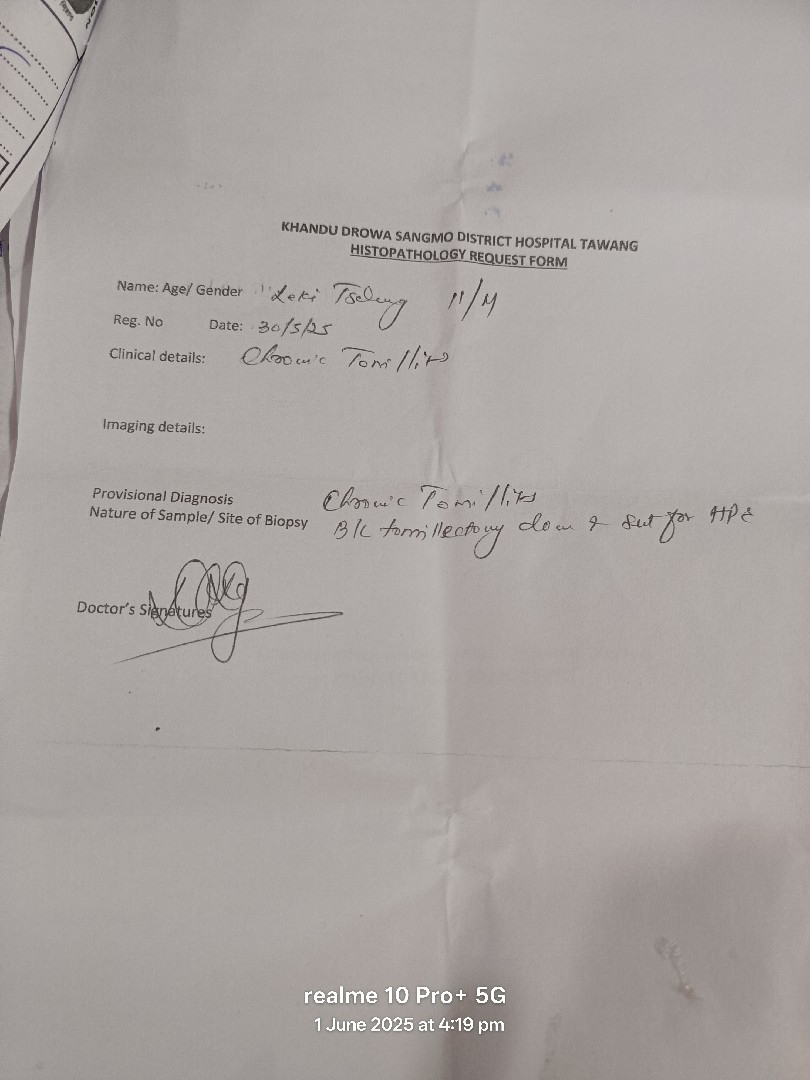 KHANDU DROWA SANGMO DISTRICT HOSPITAL TAWANG
HISTOPATHOLOGY REQUEST FORM
Name: Age/ Gender Leki 11/M
Reg. No Date: 30/5/25
Clinical details: Chronic Tonsillitis
Imaging details:
Provisional Diagnosis Chronic Tonsillitis
Nature of Sample/ Site of Biopsy B/L tonsillectomy done & sent for HPE
Doctor's Signatures
realme 10 Pro+ 5G
1 June 2025 at 4:19 pm